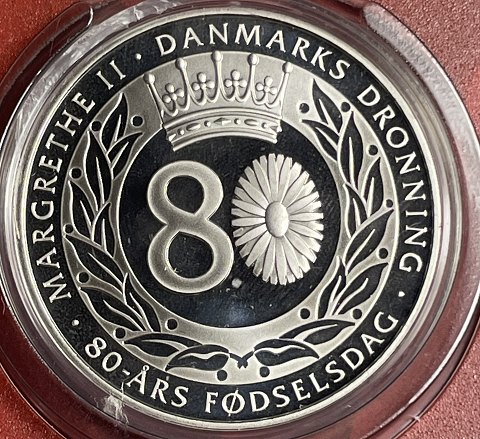 MARGRETHE II · DANMARKS DRONNING ·
80-ÅRS FØDSELSDAG ·
80